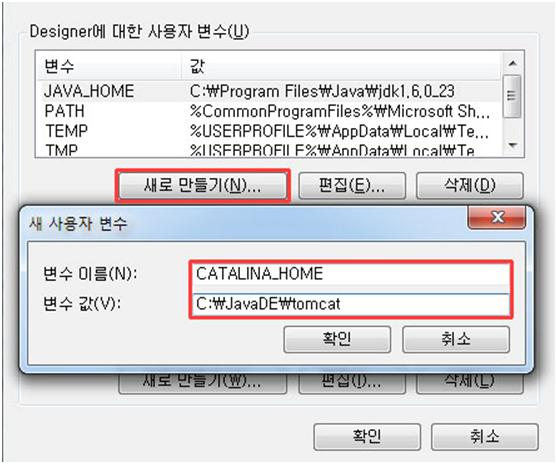 Designer에 대한 사용자 변수(U)
변수 값
JAVA_HOME C:₩Program Files₩Java₩jdk1.6.0_23
PATH %CommonProgramFiles%₩Microsoft Sh...
TEMP %USERPROFILE%₩AppData₩Local₩Te...
TMP %USERPROFILE%₩AppData₩Local₩Te
새로 만들기(N)... 편집(E)... 삭제(D)
새 사용자 변수
변수 이름(N): CATALINA_HOME
변수 값(V): C:₩JavaDE₩tomcat
확인 취소
새로 만들기(W)... 편집(I)... 삭제(L)
확인 취소